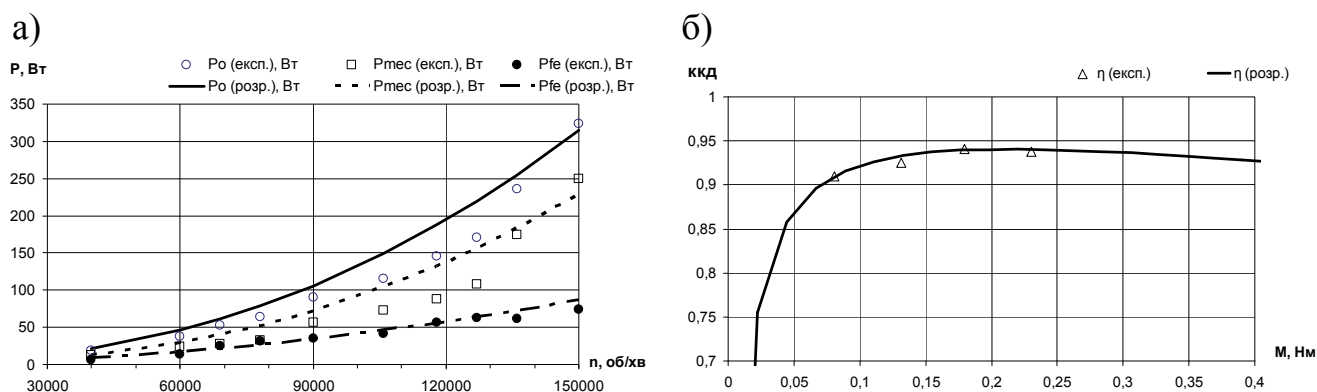 а)
б)
P, Вт
Po (експ.), Вт
Pmec (експ.), Вт
Pfe (експ.), Вт
Po (розр.), Вт
Pmec (розр.), Вт
Pfe (розр.), Вт
350
300
250
200
150
100
50
0
30000
60000
90000
120000
150000
n, об/хв
ккд
η (експ.)
η (розр.)
1
0,95
0,9
0,85
0,8
0,75
0,7
0
0,05
0,1
0,15
0,2
0,25
0,3
0,35
0,4
M, Нм